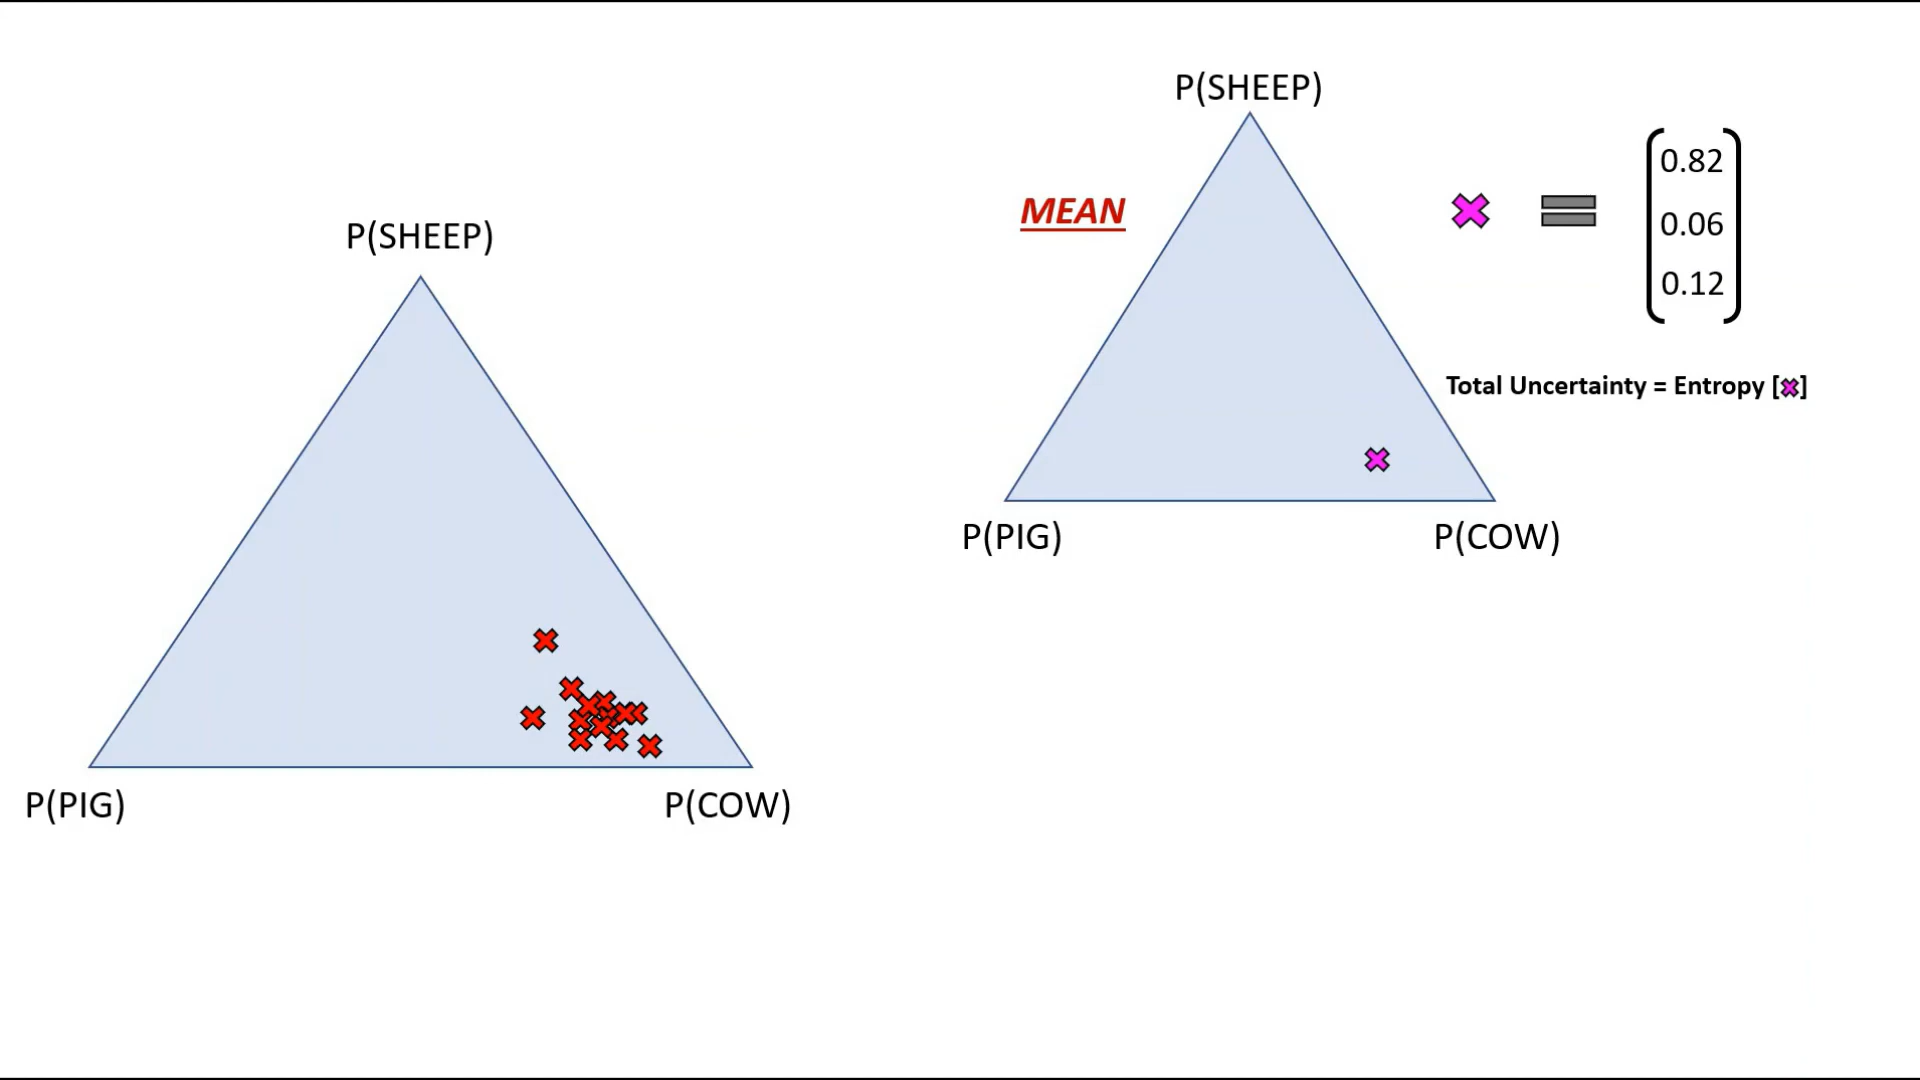 P(SHEEP)
P(PIG)
P(COW)
P(SHEEP)
MEAN
0.82
0.06
0.12
Total Uncertainty = Entropy [✖]
P(PIG)
P(COW)